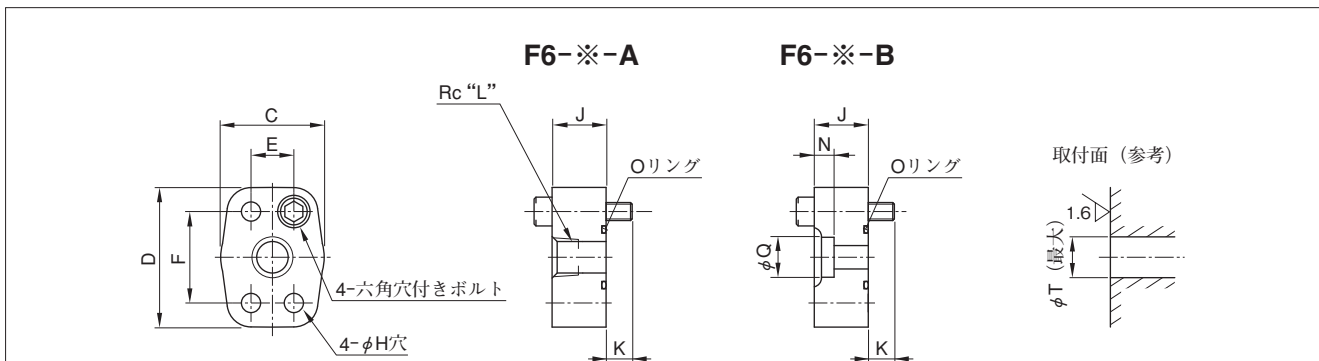 F6-※-A
F6-※-B
Rc “L”
C
E
D
F
4-六角穴付きボルト
4-φH穴
J
Oリング
K
J
N
Oリング
φQ
K
取付面（参考）
1.6
φT（最大）